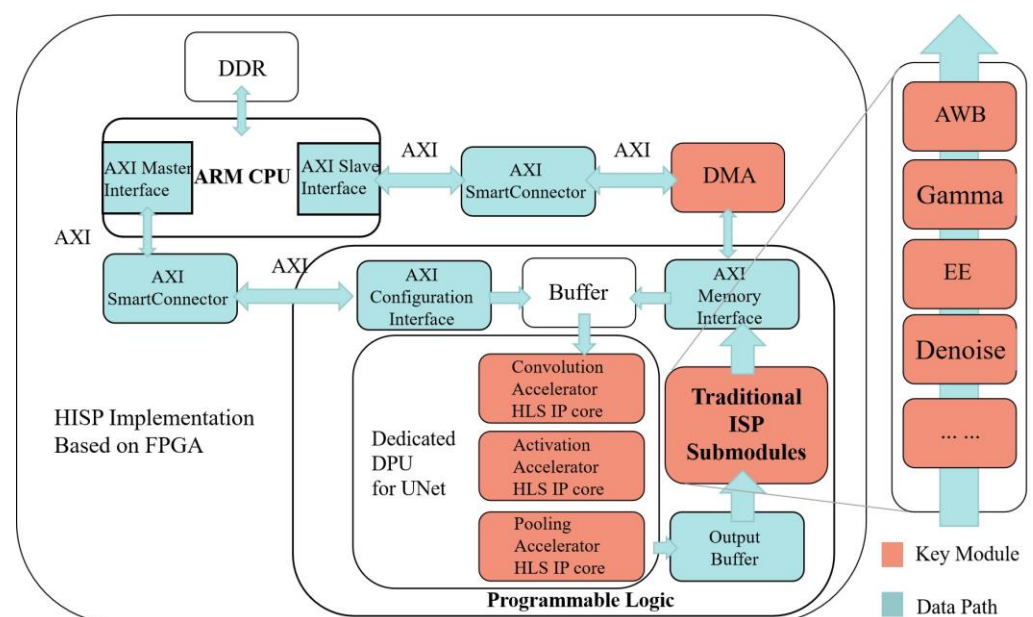 DDR
AXI Master
Interface
ARM CPU
AXI Slave
Interface
AXI
AXI
SmartConnector
AXI
DMA
AXI
AXI
SmartConnector
AXI
AXI
Configuration
Interface
Buffer
AXI
Memory
Interface
HISP Implementation
Based on FPGA
Dedicated
DPU
for UNet
Convolution
Accelerator
HLS IP core
Activation
Accelerator
HLS IP core
Pooling
Accelerator
HLS IP core
Traditional
ISP
Submodules
Output
Buffer
Programmable Logic
AWB
Gamma
EE
Denoise
... ...
Key Module
Data Path